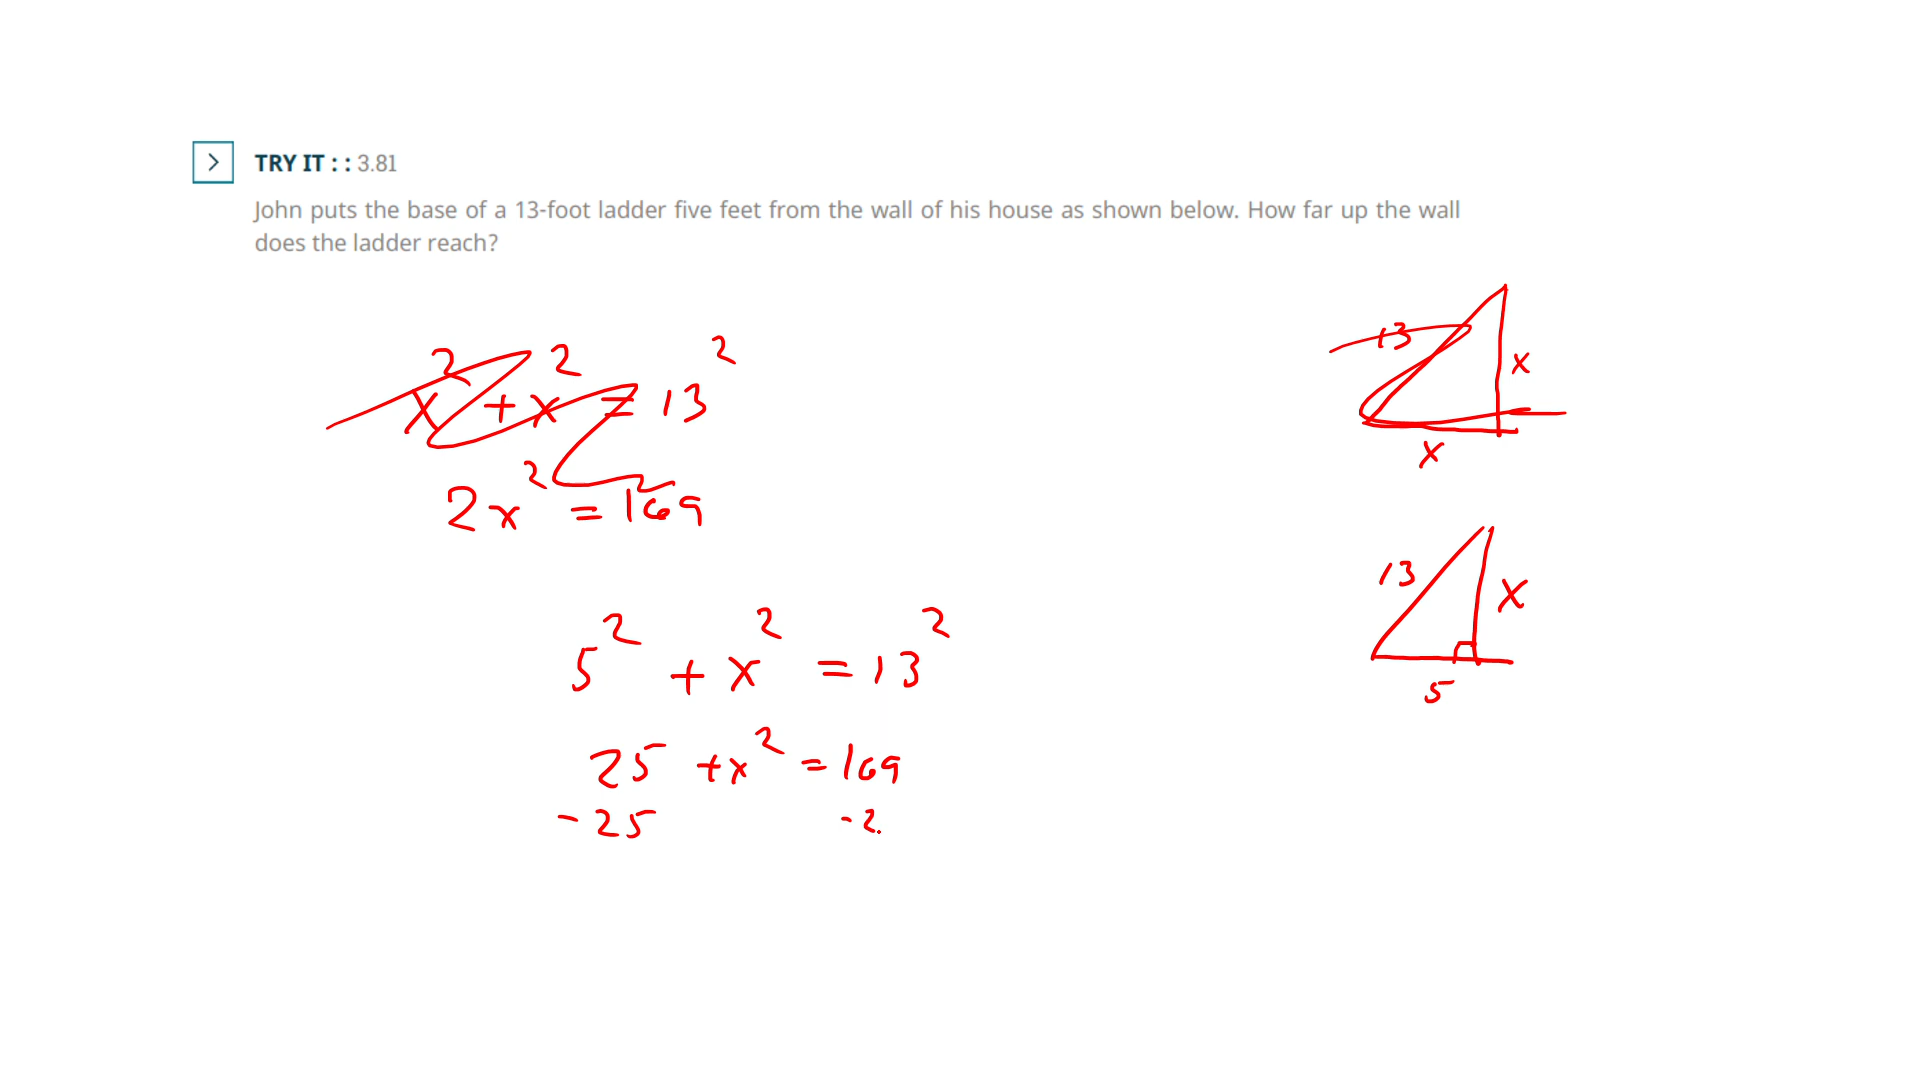 TRY IT : : 3.81
John puts the base of a 13-foot ladder five feet from the wall of his house as shown below. How far up the wall
does the ladder reach?
x² + x² = 13²
2x² = 169
13
x
x
5² + x² = 13²
25 + x² = 169
-25 -2.
13
x
5